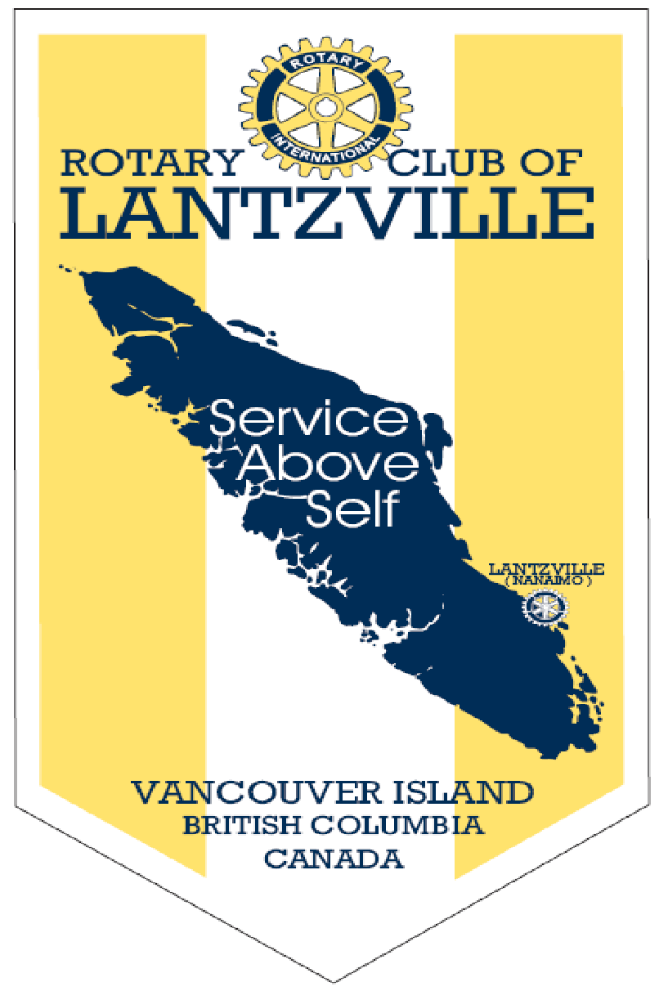 ROTARY
INTERNATIONAL
ROTARY CLUB OF
LANTZVILLE
Service
Above
Self
LANTZVILLE
(NANAIMO)
VANCOUVER ISLAND
BRITISH COLUMBIA
CANADA